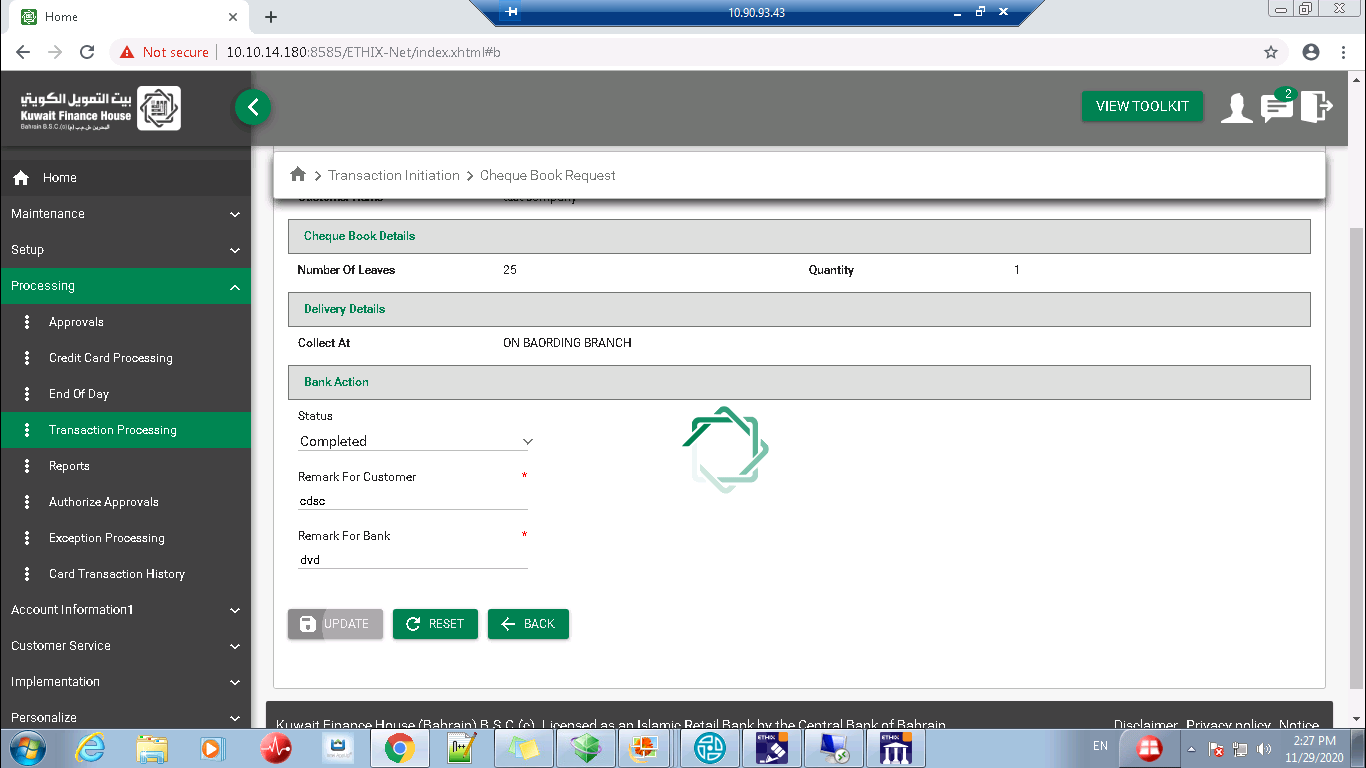 Home
10.90.93.43
Not secure
10.10.14.180:8585/ETHIX-Net/index.xhtml#b
بيت التمويل الكويتي
Kuwait Finance House
Bahrain B.S.C.(c) البحرين ش.م.ب (م)
VIEW TOOLKIT
2
Home
Maintenance
Setup
Processing
Approvals
Credit Card Processing
End Of Day
Transaction Processing
Reports
Authorize Approvals
Exception Processing
Card Transaction History
Account Information1
Customer Service
Implementation
Personalize
Transaction Initiation > Cheque Book Request
Customer Name
Cheque Book Details
Number Of Leaves 25 Quantity 1
Delivery Details
Collect At ON BAORDING BRANCH
Bank Action
Status
Completed
Remark For Customer *
cdsc
Remark For Bank *
dvd
UPDATE RESET BACK
Kuwait Finance House (Bahrain) B.S.C.(c), Licensed as an Islamic Retail Bank by the Central Bank of Bahrain
Disclaimer Privacy policy Notice
ETHIX
ETHIX
EN
2:27 PM
11/29/2020